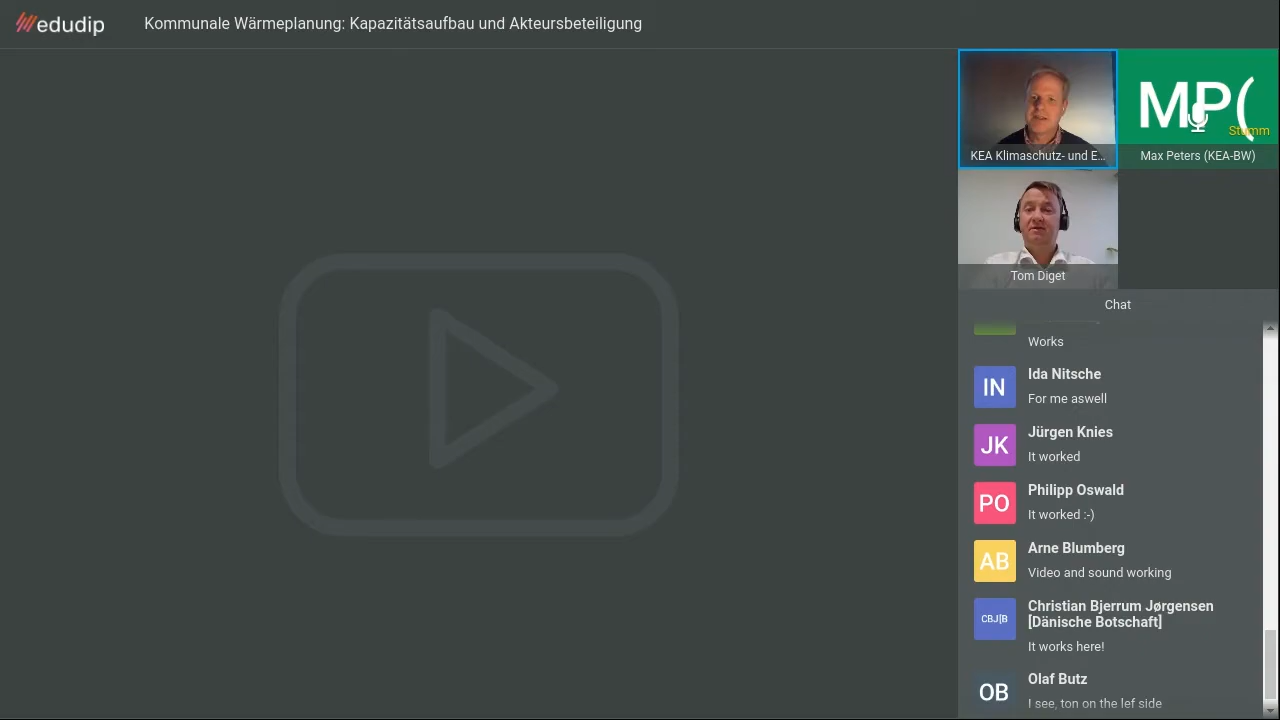 edudip
Kommunale Wärmeplanung: Kapazitätsaufbau und Akteursbeteiligung
MP(
Stumm
KEA Klimaschutz- und E...
Max Peters (KEA-BW)
Tom Diget
Chat
Works
IN
Ida Nitsche
For me aswell
JK
Jürgen Knies
It worked
PO
Philipp Oswald
It worked :-)
AB
Arne Blumberg
Video and sound working
CBJ[B
Christian Bjerrum Jørgensen
[Dänische Botschaft]
It works here!
OB
Olaf Butz
I see, ton on the lef side